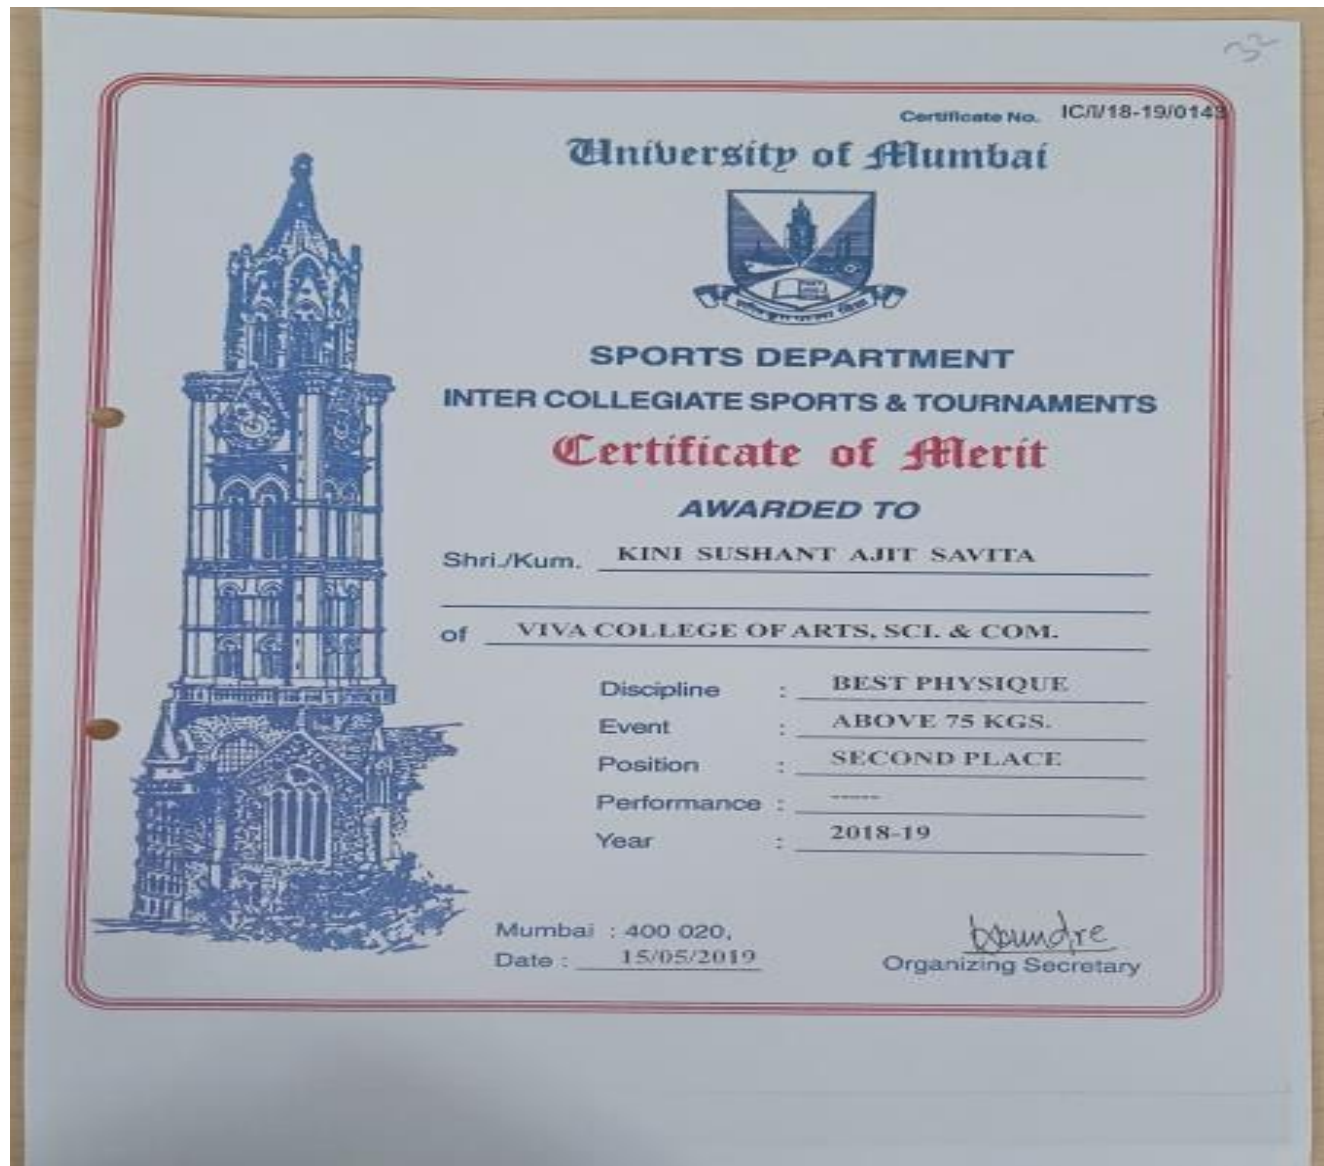 32
Certificate No. IC/I/18-19/0143
University of Mumbai
SPORTS DEPARTMENT
INTER COLLEGIATE SPORTS & TOURNAMENTS
Certificate of Merit
AWARDED TO
Shri./Kum. KINI SUSHANT AJIT SAVITA
of VIVA COLLEGE OF ARTS, SCI. & COM.
Discipline : BEST PHYSIQUE
Event : ABOVE 75 KGS.
Position : SECOND PLACE
Performance : -----
Year : 2018-19
Mumbai : 400 020,
Date : 15/05/2019
Organizing Secretary